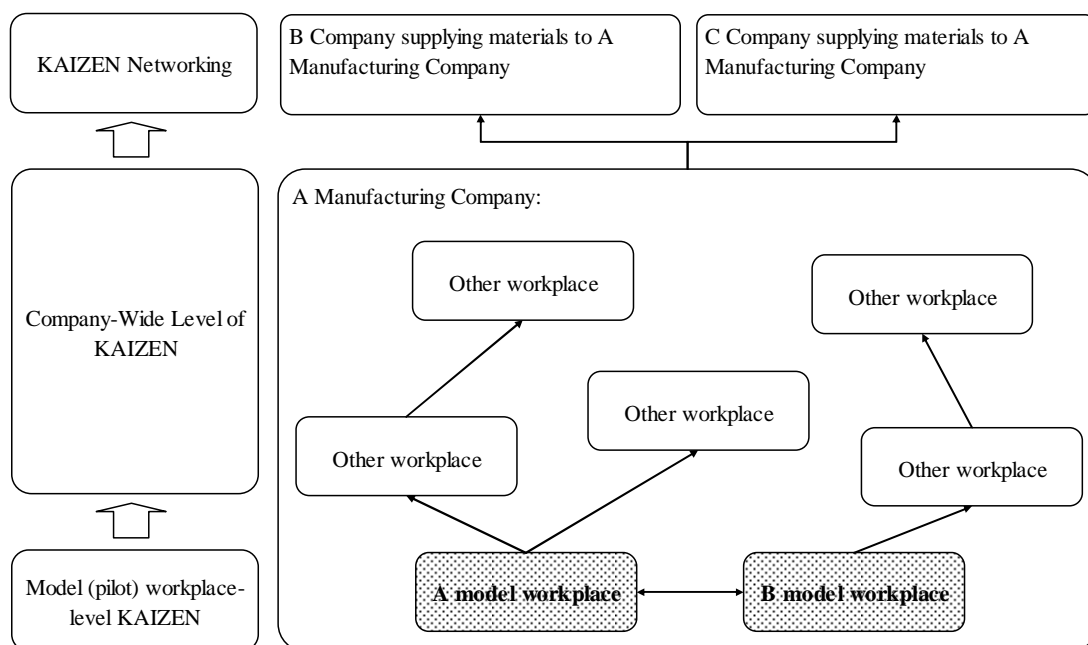 KAIZEN Networking
B Company supplying materials to A
Manufacturing Company
C Company supplying materials to A
Manufacturing Company
Company-Wide Level of
KAIZEN
A Manufacturing Company:
Other workplace
Other workplace
Other workplace
Other workplace
Other workplace
Model (pilot) workplace-
level KAIZEN
A model workplace
B model workplace